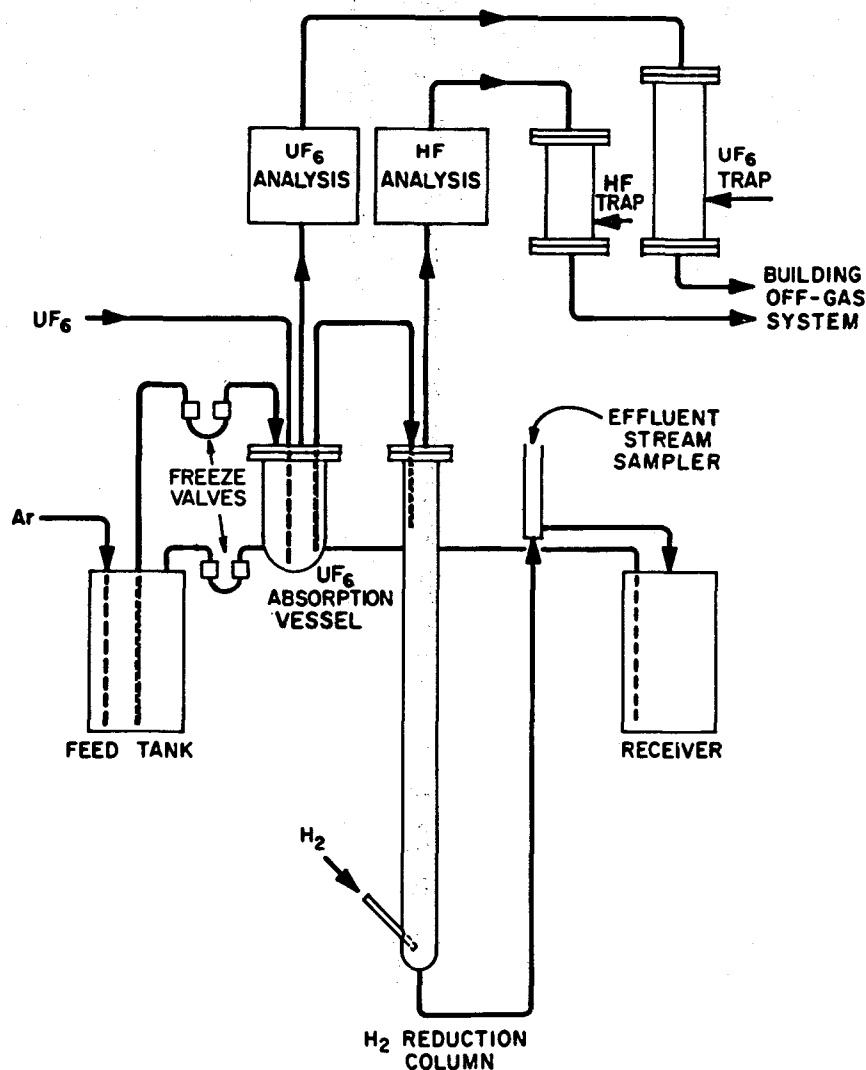 UF6
ANALYSIS
HF
ANALYSIS
HF
TRAP
UF6
TRAP
BUILDING
OFF-GAS
SYSTEM
UF6
FREEZE
VALVES
EFFLUENT
STREAM
SAMPLER
Ar
UF6
ABSORPTION
VESSEL
FEED TANK
RECEIVER
H2
H2 REDUCTION
COLUMN